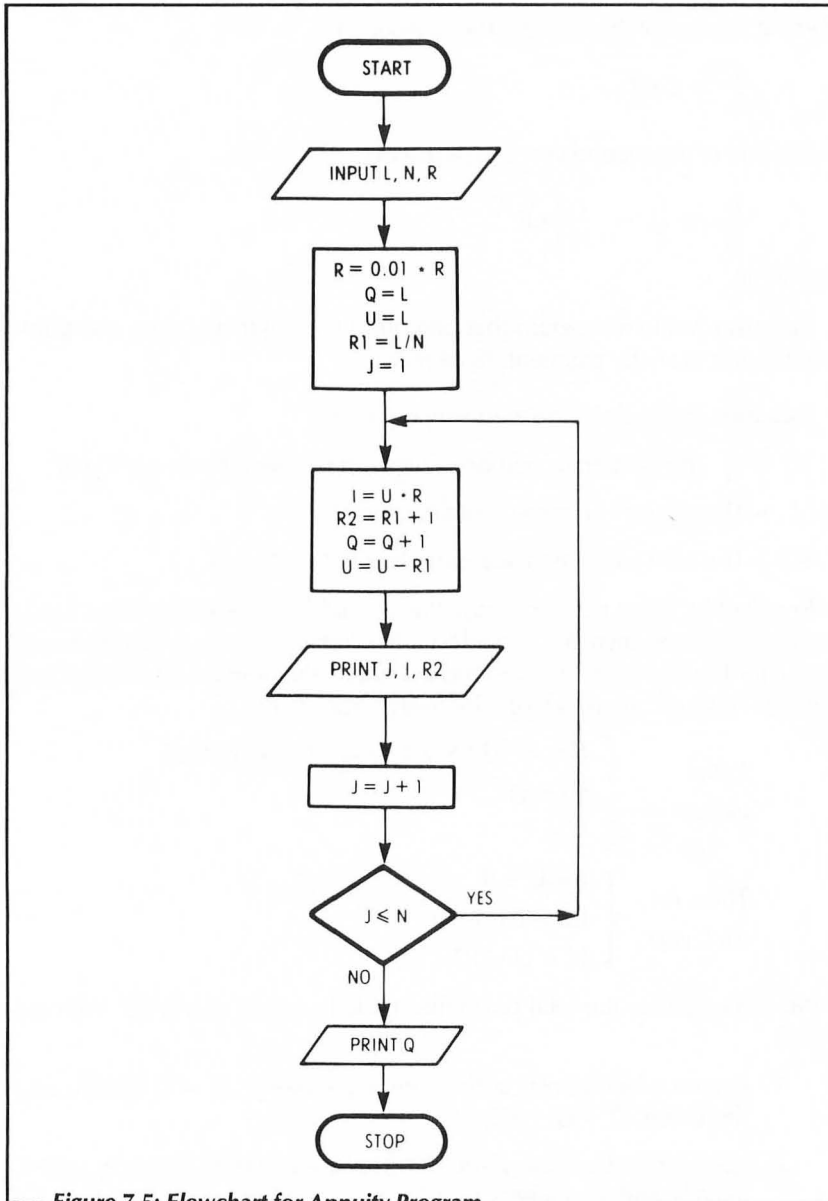 START
INPUT L, N, R
R = 0.01 * R
Q = L
U = L
R1 = L/N
J = 1
I = U * R
R2 = R1 + I
Q = Q + 1
U = U − R1
PRINT J, I, R2
J = J + 1
J ⩽ N
YES
NO
PRINT Q
STOP
Figure 7.5: Flowchart for Annuity Program